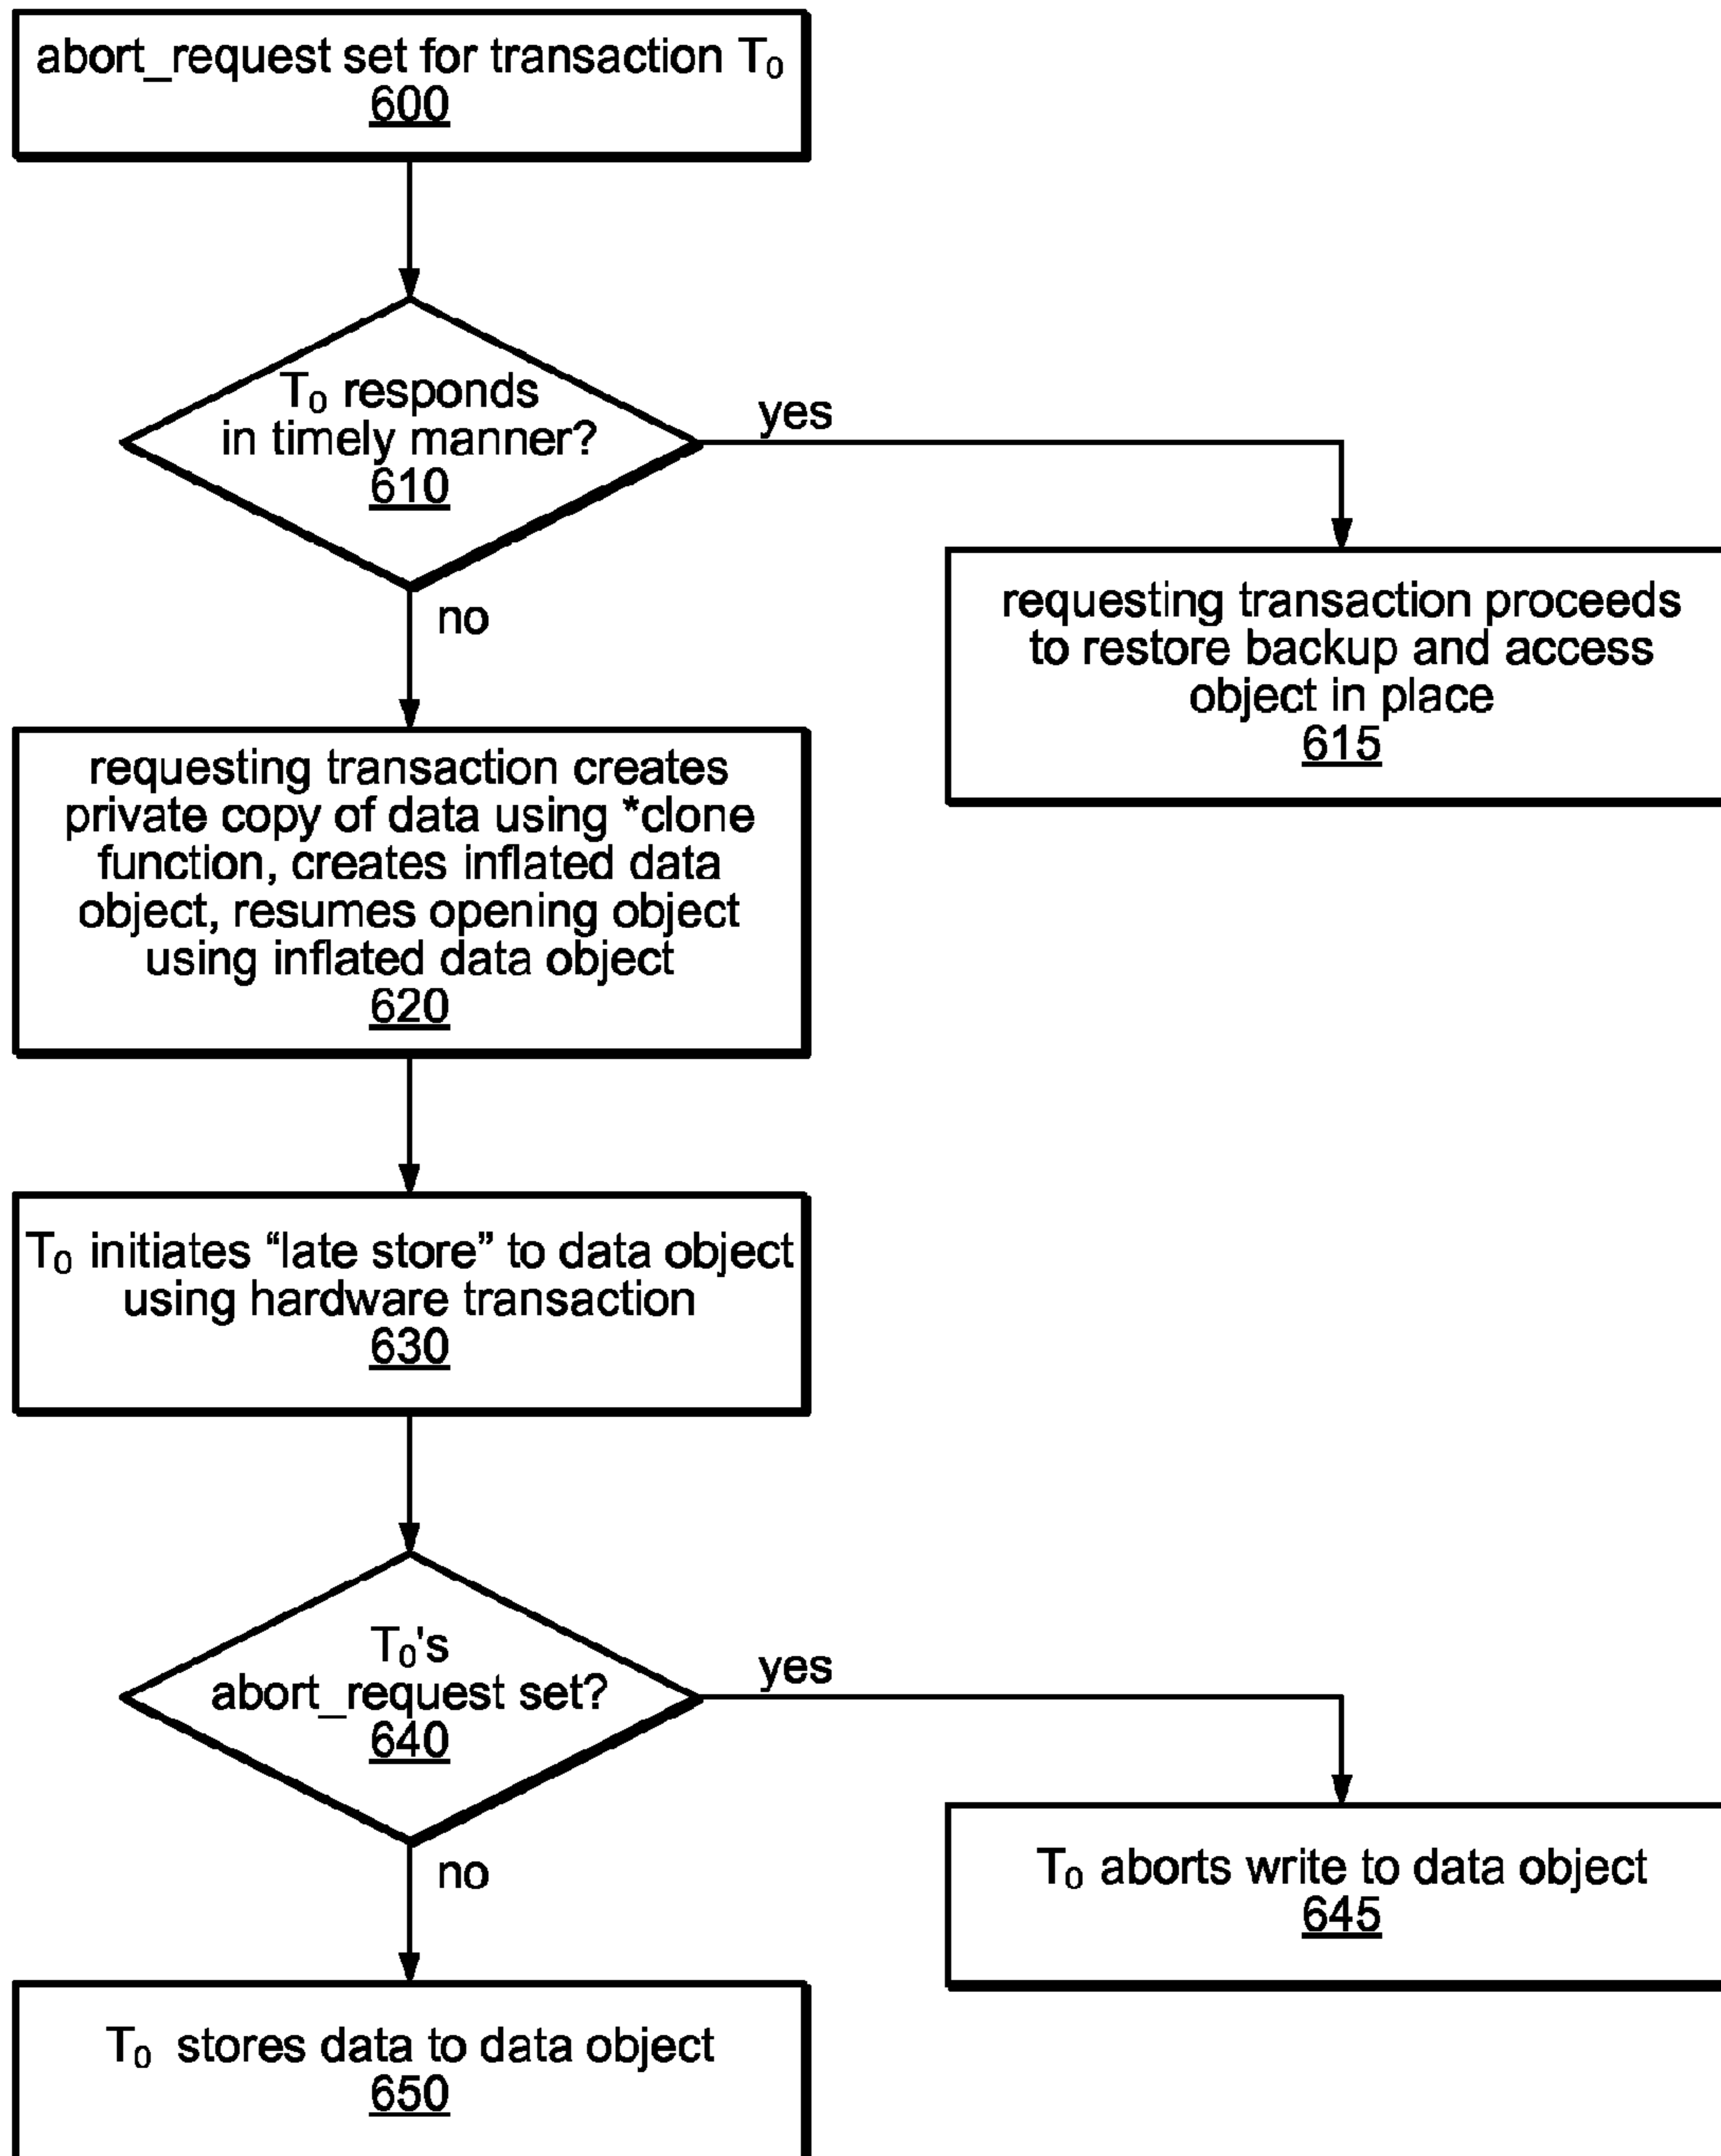 abort_request set for transaction T₀
600
T₀ responds
in timely manner?
610
yes
no
requesting transaction proceeds
to restore backup and access
object in place
615
requesting transaction creates
private copy of data using *clone
function, creates inflated data
object, resumes opening object
using inflated data object
620
T₀ initiates “late store” to data object
using hardware transaction
630
T₀'s
abort_request set?
640
yes
no
T₀ aborts write to data object
645
T₀ stores data to data object
650